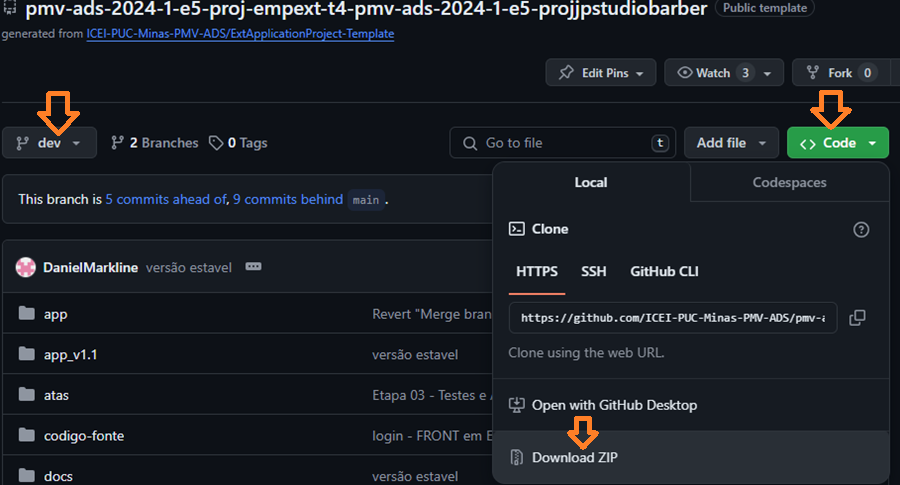 pmv-ads-2024-1-e5-proj-empext-t4-pmv-ads-2024-1-e5-projjpstudiobarber Public template
generated from ICEI-PUC-Minas-PMV-ADS/ExtApplicationProject-Template
Edit Pins Watch 3 Fork 0
dev 2 Branches 0 Tags Go to file t Add file Code
This branch is 5 commits ahead of, 9 commits behind main .
Local Codespaces
Clone
HTTPS SSH GitHub CLI
https://github.com/ICEI-PUC-Minas-PMV-ADS/pmv-a
Clone using the web URL.
Open with GitHub Desktop
Download ZIP
DanielMarkline versão estavel
app Revert "Merge bran
app_v1.1 versão estavel
atas Etapa 03 - Testes e
codigo-fonte login - FRONT em E
docs versão estavel